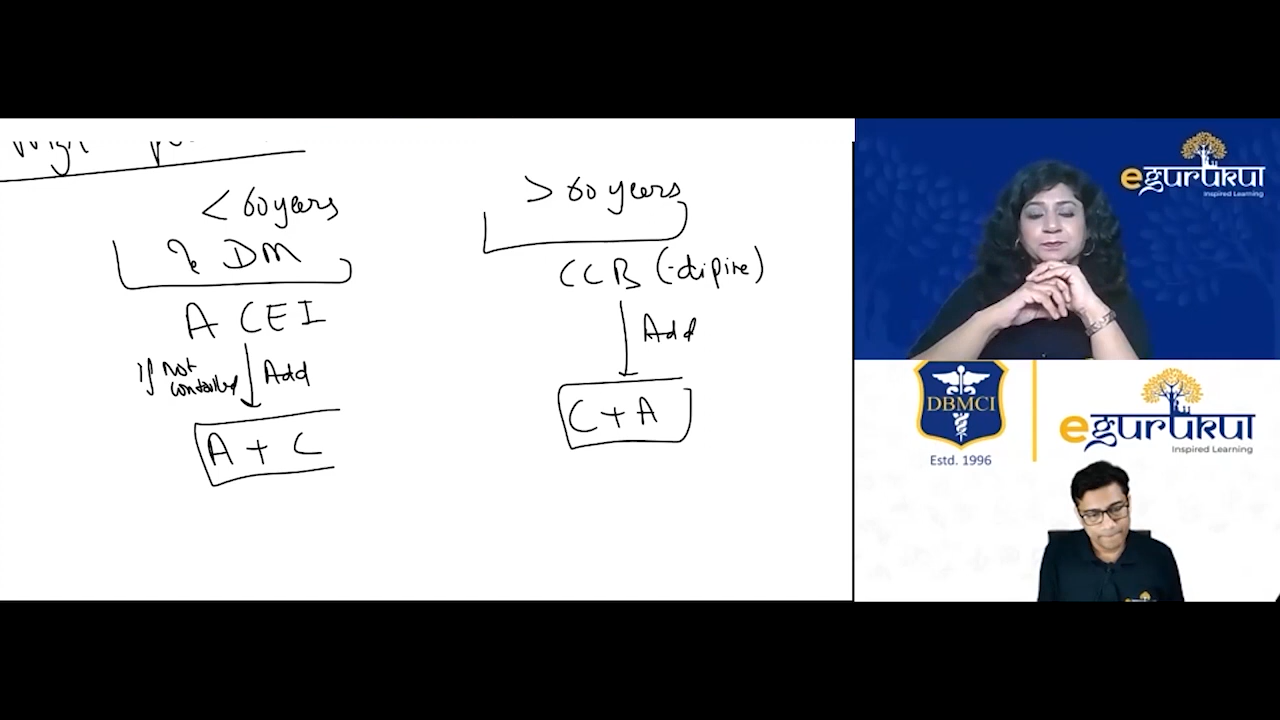 < 60 years
DM
ACEI
if not controlled
Add
A + C
> 60 years
CCB (-dipine)
Add
C + A
egurukul
Inspired Learning
DBMCI
Estd. 1996
egurukul
Inspired Learning